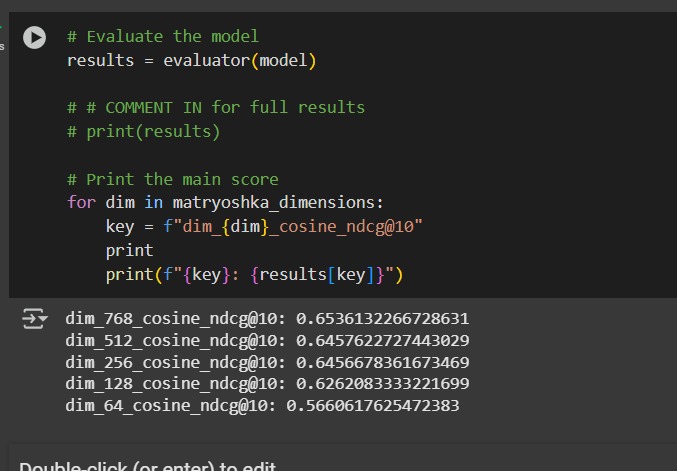 # Evaluate the model
results = evaluator(model)
# # COMMENT IN for full results
# print(results)
# Print the main score
for dim in matryoshka_dimensions:
key = f"dim_{dim}_cosine_ndcg@10"
print
print(f"{key}: {results[key]}")
dim_768_cosine_ndcg@10: 0.6536132266728631
dim_512_cosine_ndcg@10: 0.6457622727443029
dim_256_cosine_ndcg@10: 0.6456678361673469
dim_128_cosine_ndcg@10: 0.6262083333221699
dim_64_cosine_ndcg@10: 0.5660617625472383
Double-click (or enter) to edit